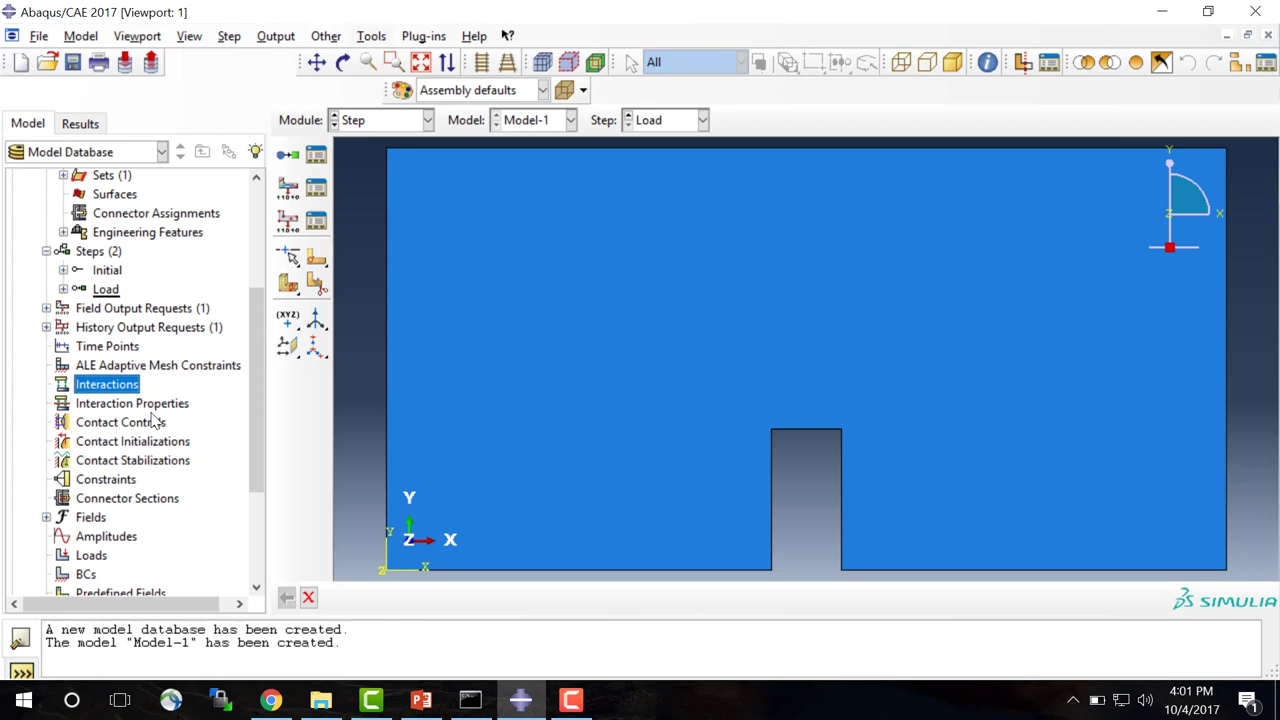 Abaqus/CAE 2017 [Viewport: 1]
File Model Viewport View Step Output Other Tools Plug-ins Help
All
Assembly defaults
Model Results
Module: Step Model: Model-1 Step: Load
Model Database
Sets (1)
Surfaces
Connector Assignments
Engineering Features
Steps (2)
Initial
Load
Field Output Requests (1)
History Output Requests (1)
Time Points
ALE Adaptive Mesh Constraints
Interactions
Interaction Properties
Contact Controls
Contact Initializations
Contact Stabilizations
Constraints
Connector Sections
Fields
Amplitudes
Loads
BCs
Predefined Fields
(XYZ)
Y
Z X
Y
Z X
Y
Z X
SIMULIA
A new model database has been created.
The model "Model-1" has been created.
>>>
4:01 PM
10/4/2017
1